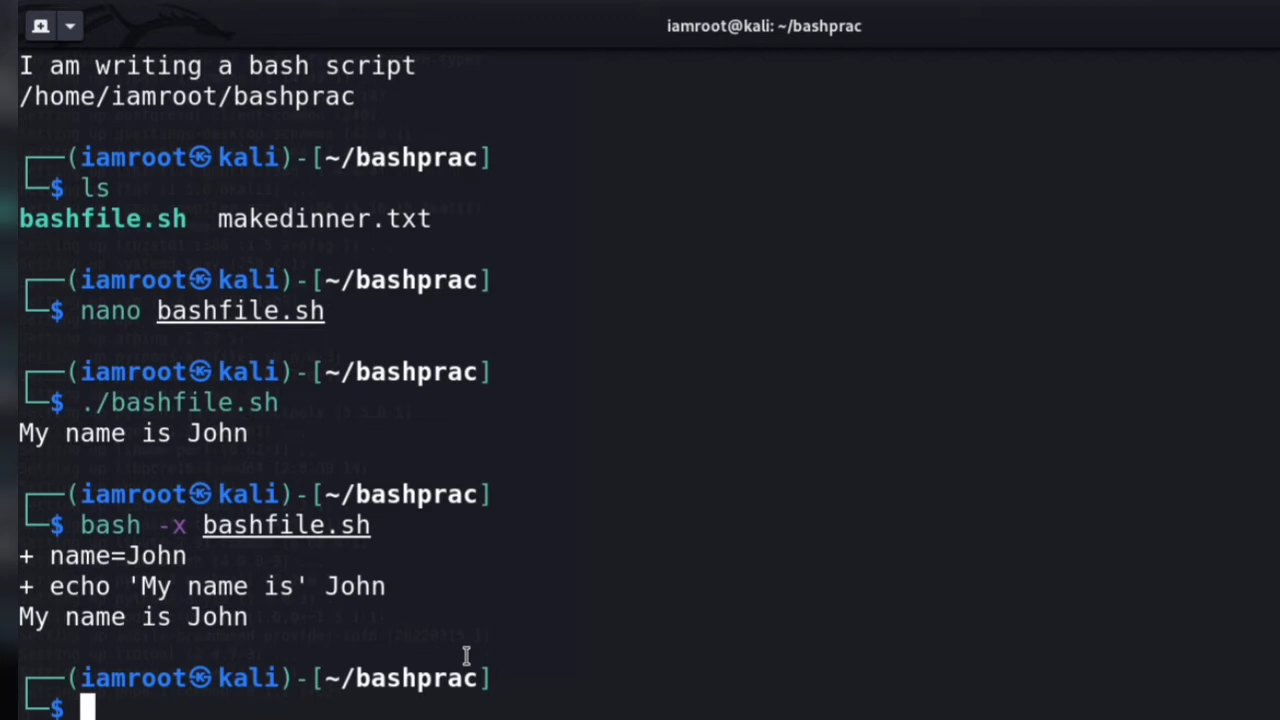 iamroot@kali: ~/bashprac
I am writing a bash script
/home/iamroot/bashprac
┌──(iamroot㉿kali)-[~/bashprac]
└─$ ls
bashfile.sh  makedinner.txt
┌──(iamroot㉿kali)-[~/bashprac]
└─$ nano bashfile.sh
┌──(iamroot㉿kali)-[~/bashprac]
└─$ ./bashfile.sh
My name is John
┌──(iamroot㉿kali)-[~/bashprac]
└─$ bash -x bashfile.sh
+ name=John
+ echo 'My name is' John
My name is John
┌──(iamroot㉿kali)-[~/bashprac]
└─$